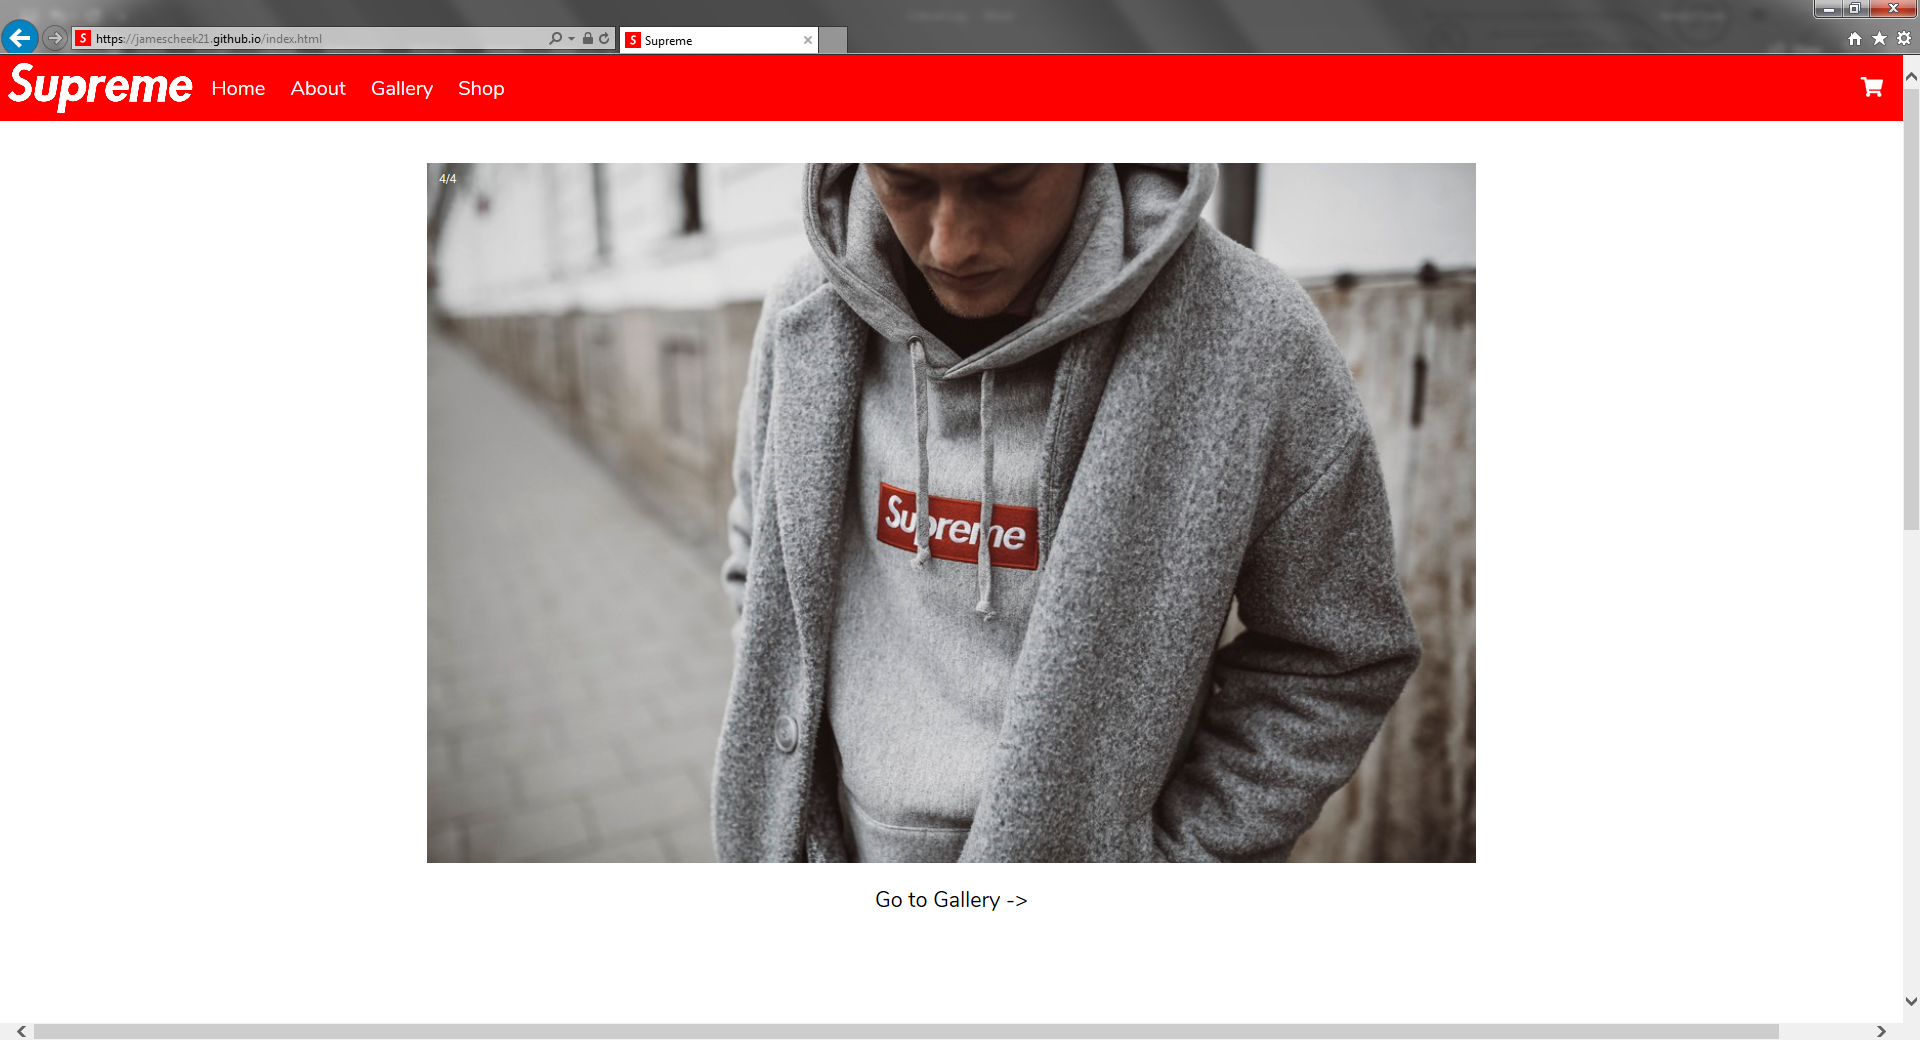 https://jamescheek21.github.io/index.html
S Supreme
Supreme Home About Gallery Shop
4/4
Supreme
Go to Gallery ->